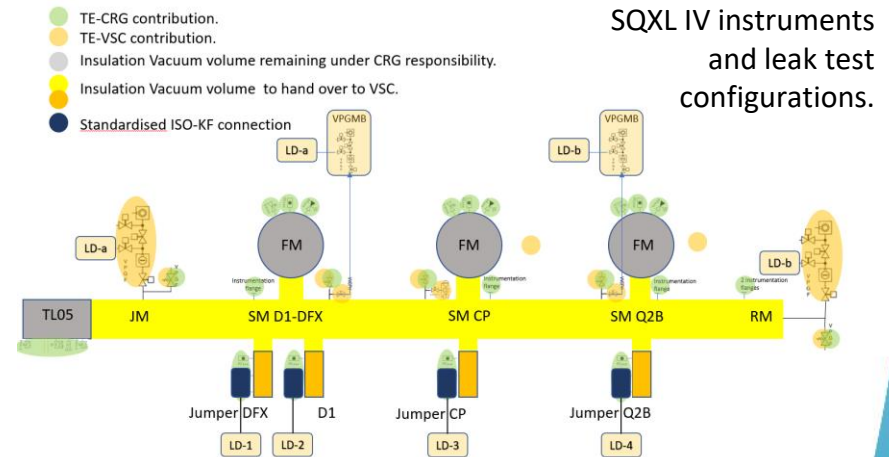 TE-CRG contribution.
TE-VSC contribution.
Insulation Vacuum volume remaining under CRG responsibility.
Insulation Vacuum volume to hand over to VSC.
Standardised ISO-KF connection
SQXL IV instruments
and leak test
configurations.
VPGMB
VPGMB
LD-a
LD-b
LD-a
FM
FM
FM
LD-b
Instrumentation
flange
Instrumentation
flange
Instrumentation
flange
2 instrumentation
flanges
TL05
JM
SM D1-DFX
SM CP
SM Q2B
RM
Jumper DFX
D1
Jumper CP
Jumper Q2B
LD-1
LD-2
LD-3
LD-4